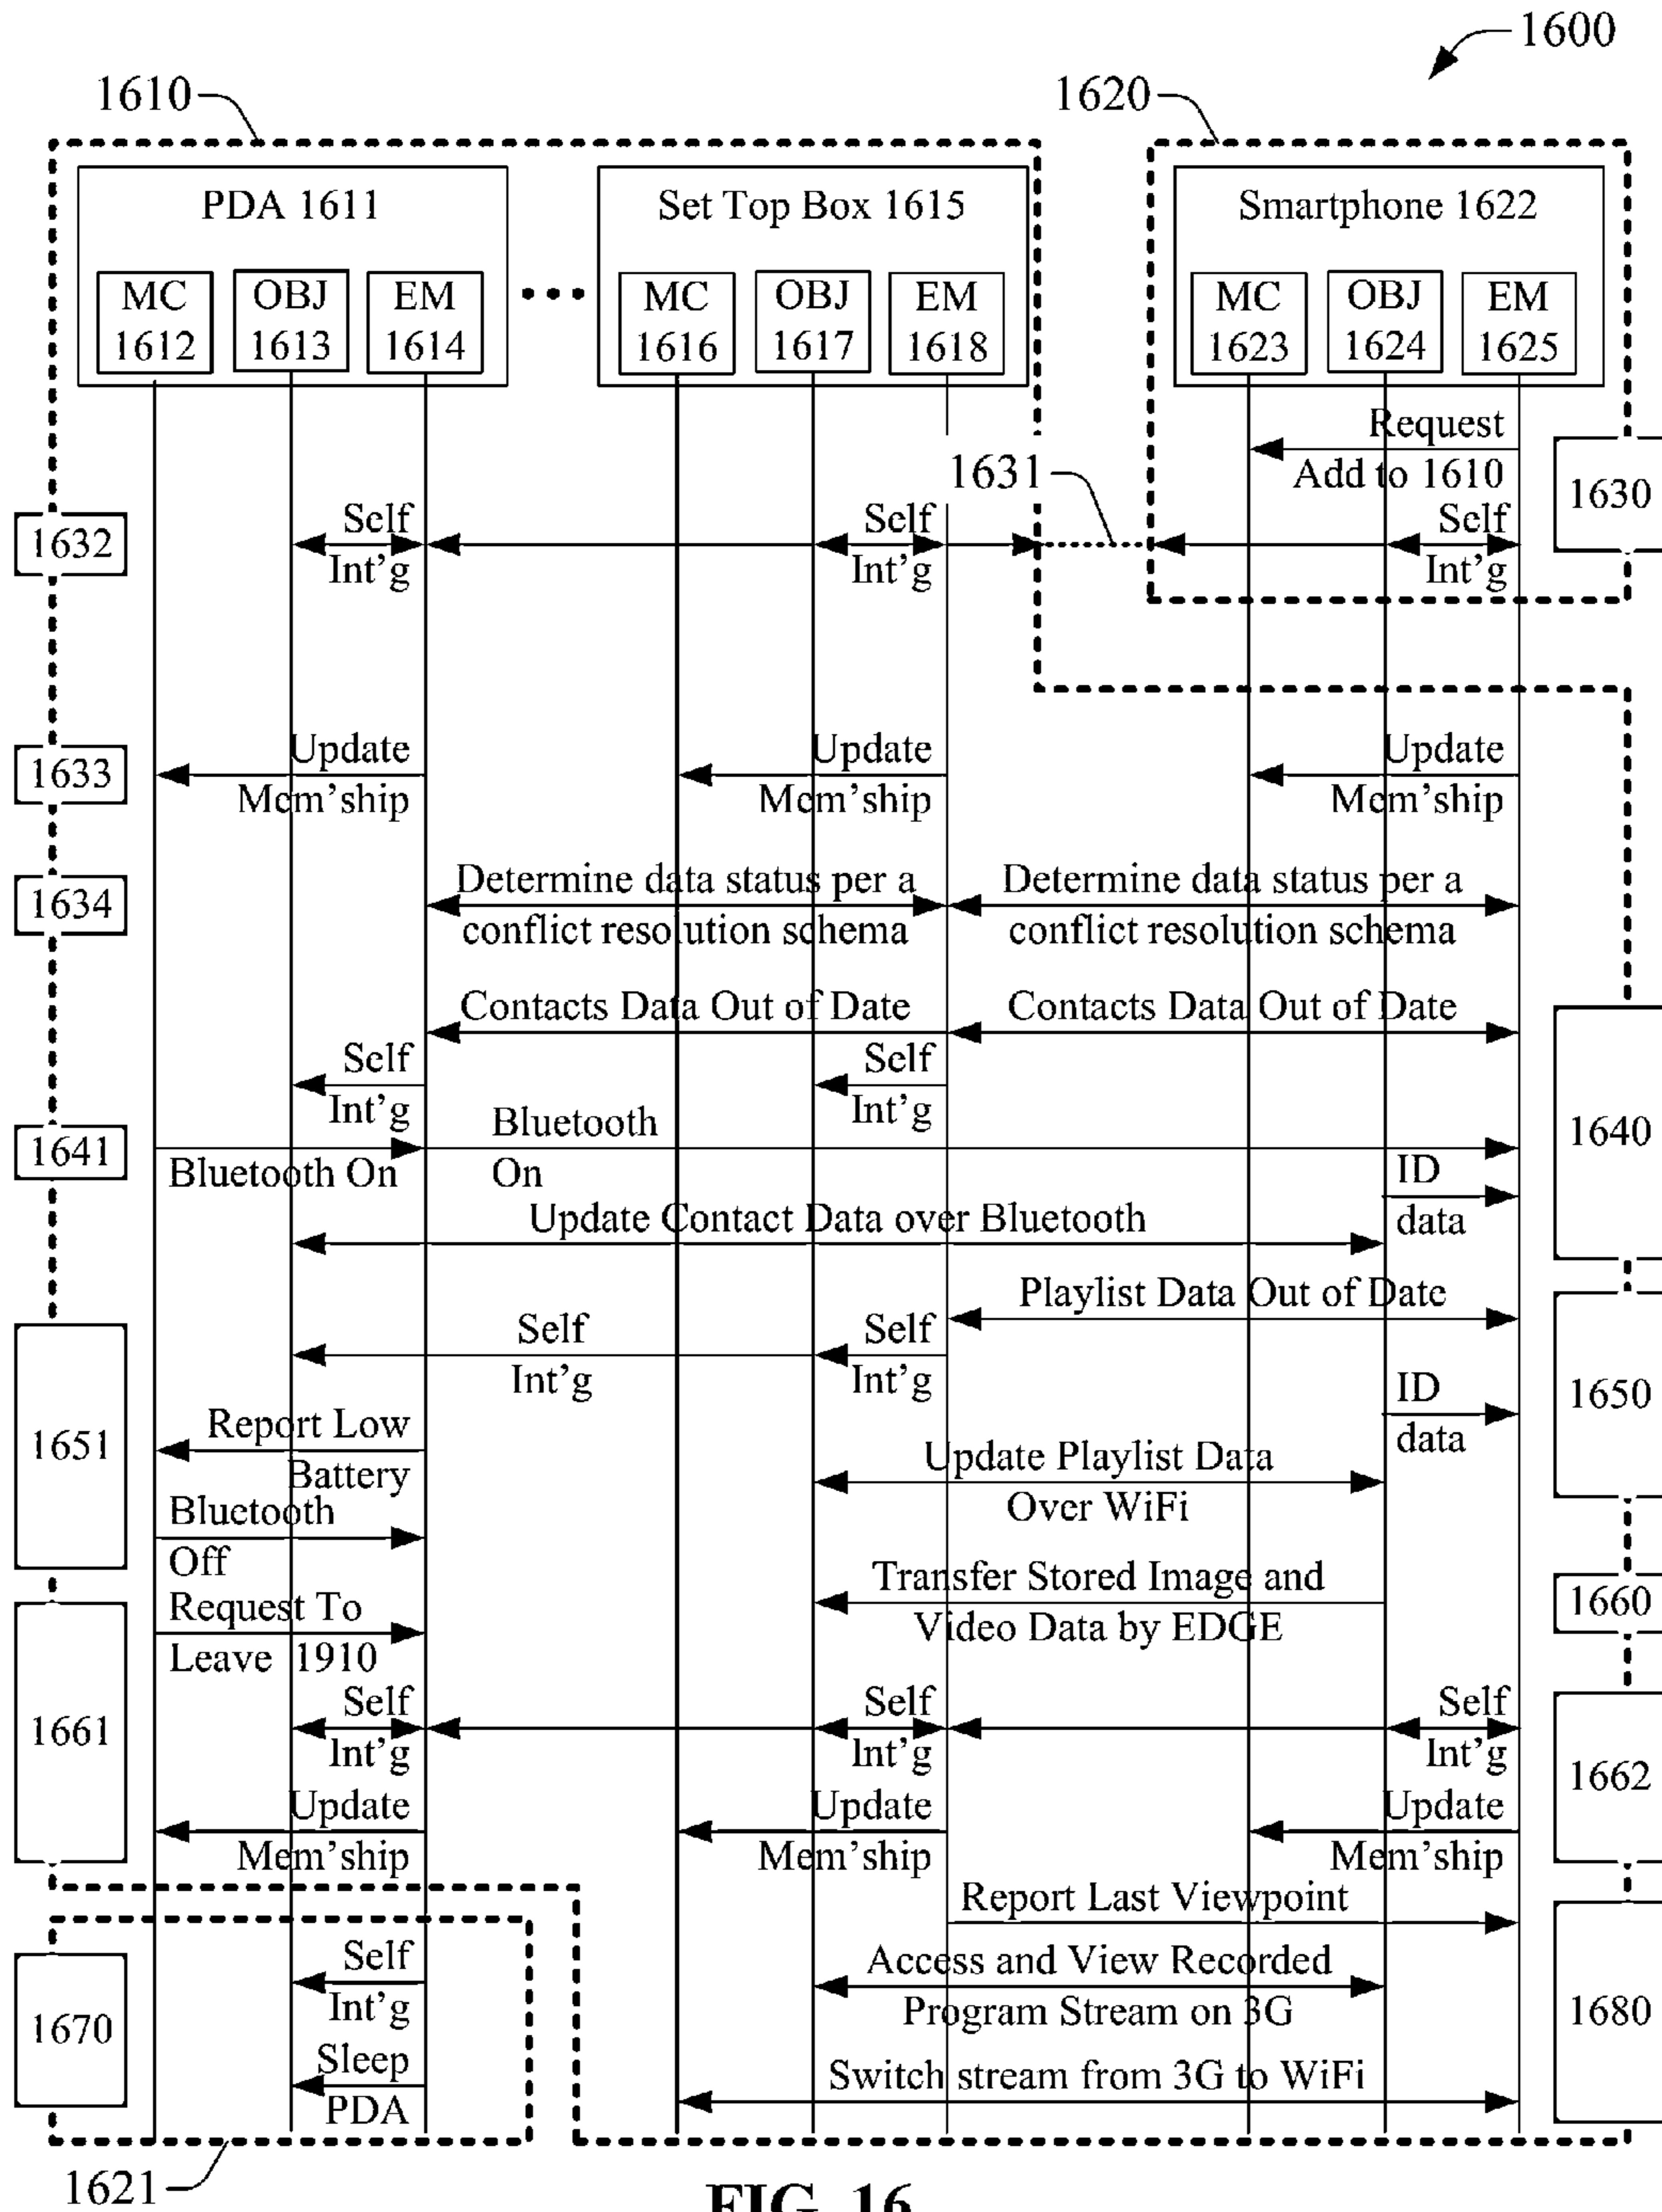 1600
1610
1620
PDA 1611
Set Top Box 1615
Smartphone 1622
MC
1612
OBJ
1613
EM
1614
MC
1616
OBJ
1617
EM
1618
MC
1623
OBJ
1624
EM
1625
Request
Add to 1610
1630
1631
1632
Self
Int'g
Self
Int'g
Self
Int'g
1633
Update
Mem'ship
Update
Mem'ship
Update
Mem'ship
1634
Determine data status per a
conflict resolution schema
Determine data status per a
conflict resolution schema
Contacts Data Out of Date
Contacts Data Out of Date
Self
Int'g
Self
Int'g
1640
1641
Bluetooth On
Bluetooth
On
ID
data
Update Contact Data over Bluetooth
Playlist Data Out of Date
1650
1651
Self
Int'g
Self
Int'g
ID
data
Report Low
Battery
Update Playlist Data
Over WiFi
Bluetooth
Off
Transfer Stored Image and
Video Data by EDGE
1660
Request To
Leave 1910
1661
Self
Int'g
Self
Int'g
Self
Int'g
1662
Update
Mem'ship
Update
Mem'ship
Update
Mem'ship
Report Last Viewpoint
1670
Self
Int'g
Access and View Recorded
Program Stream on 3G
1680
Sleep
PDA
Switch stream from 3G to WiFi
1621
FIG. 16